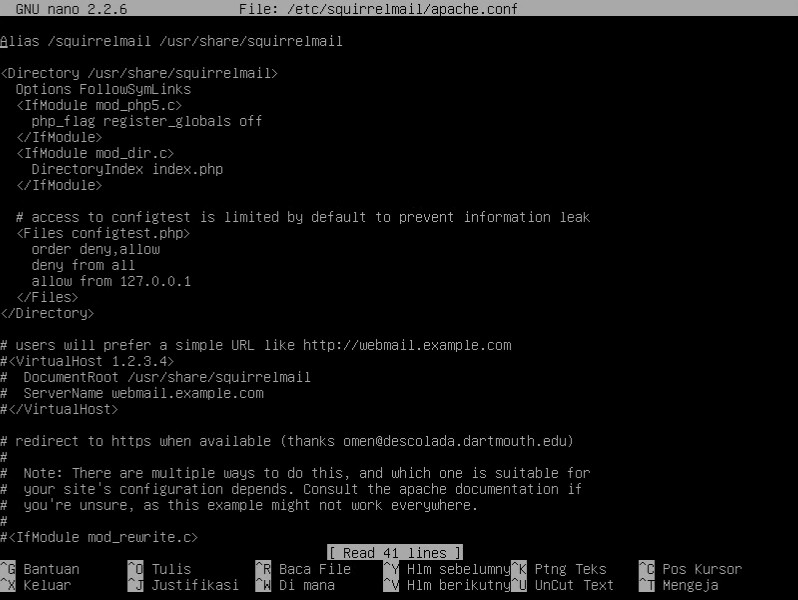 GNU nano 2.2.6 File: /etc/squirrelmail/apache.conf
Alias /squirrelmail /usr/share/squirrelmail
<Directory /usr/share/squirrelmail>
  Options FollowSymLinks
  <IfModule mod_php5.c>
    php_flag register_globals off
  </IfModule>
  <IfModule mod_dir.c>
    DirectoryIndex index.php
  </IfModule>
  # access to configtest is limited by default to prevent information leak
  <Files configtest.php>
    order deny,allow
    deny from all
    allow from 127.0.0.1
  </Files>
</Directory>
# users will prefer a simple URL like http://webmail.example.com
#<VirtualHost 1.2.3.4>
#  DocumentRoot /usr/share/squirrelmail
#  ServerName webmail.example.com
#</VirtualHost>
# redirect to https when available (thanks omen@descolada.dartmouth.edu)
#
#  Note: There are multiple ways to do this, and which one is suitable for
#  your site's configuration depends. Consult the apache documentation if
#  you're unsure, as this example might not work everywhere.
#
#<IfModule mod_rewrite.c>
[ Read 41 lines ]
^G Bantuan ^O Tulis ^R Baca File ^Y Hlm sebelumny ^K Ptng Teks ^C Pos Kursor
^X Keluar ^J Justifikasi ^W Di mana ^V Hlm berikutny ^U UnCut Text ^T Mengeja